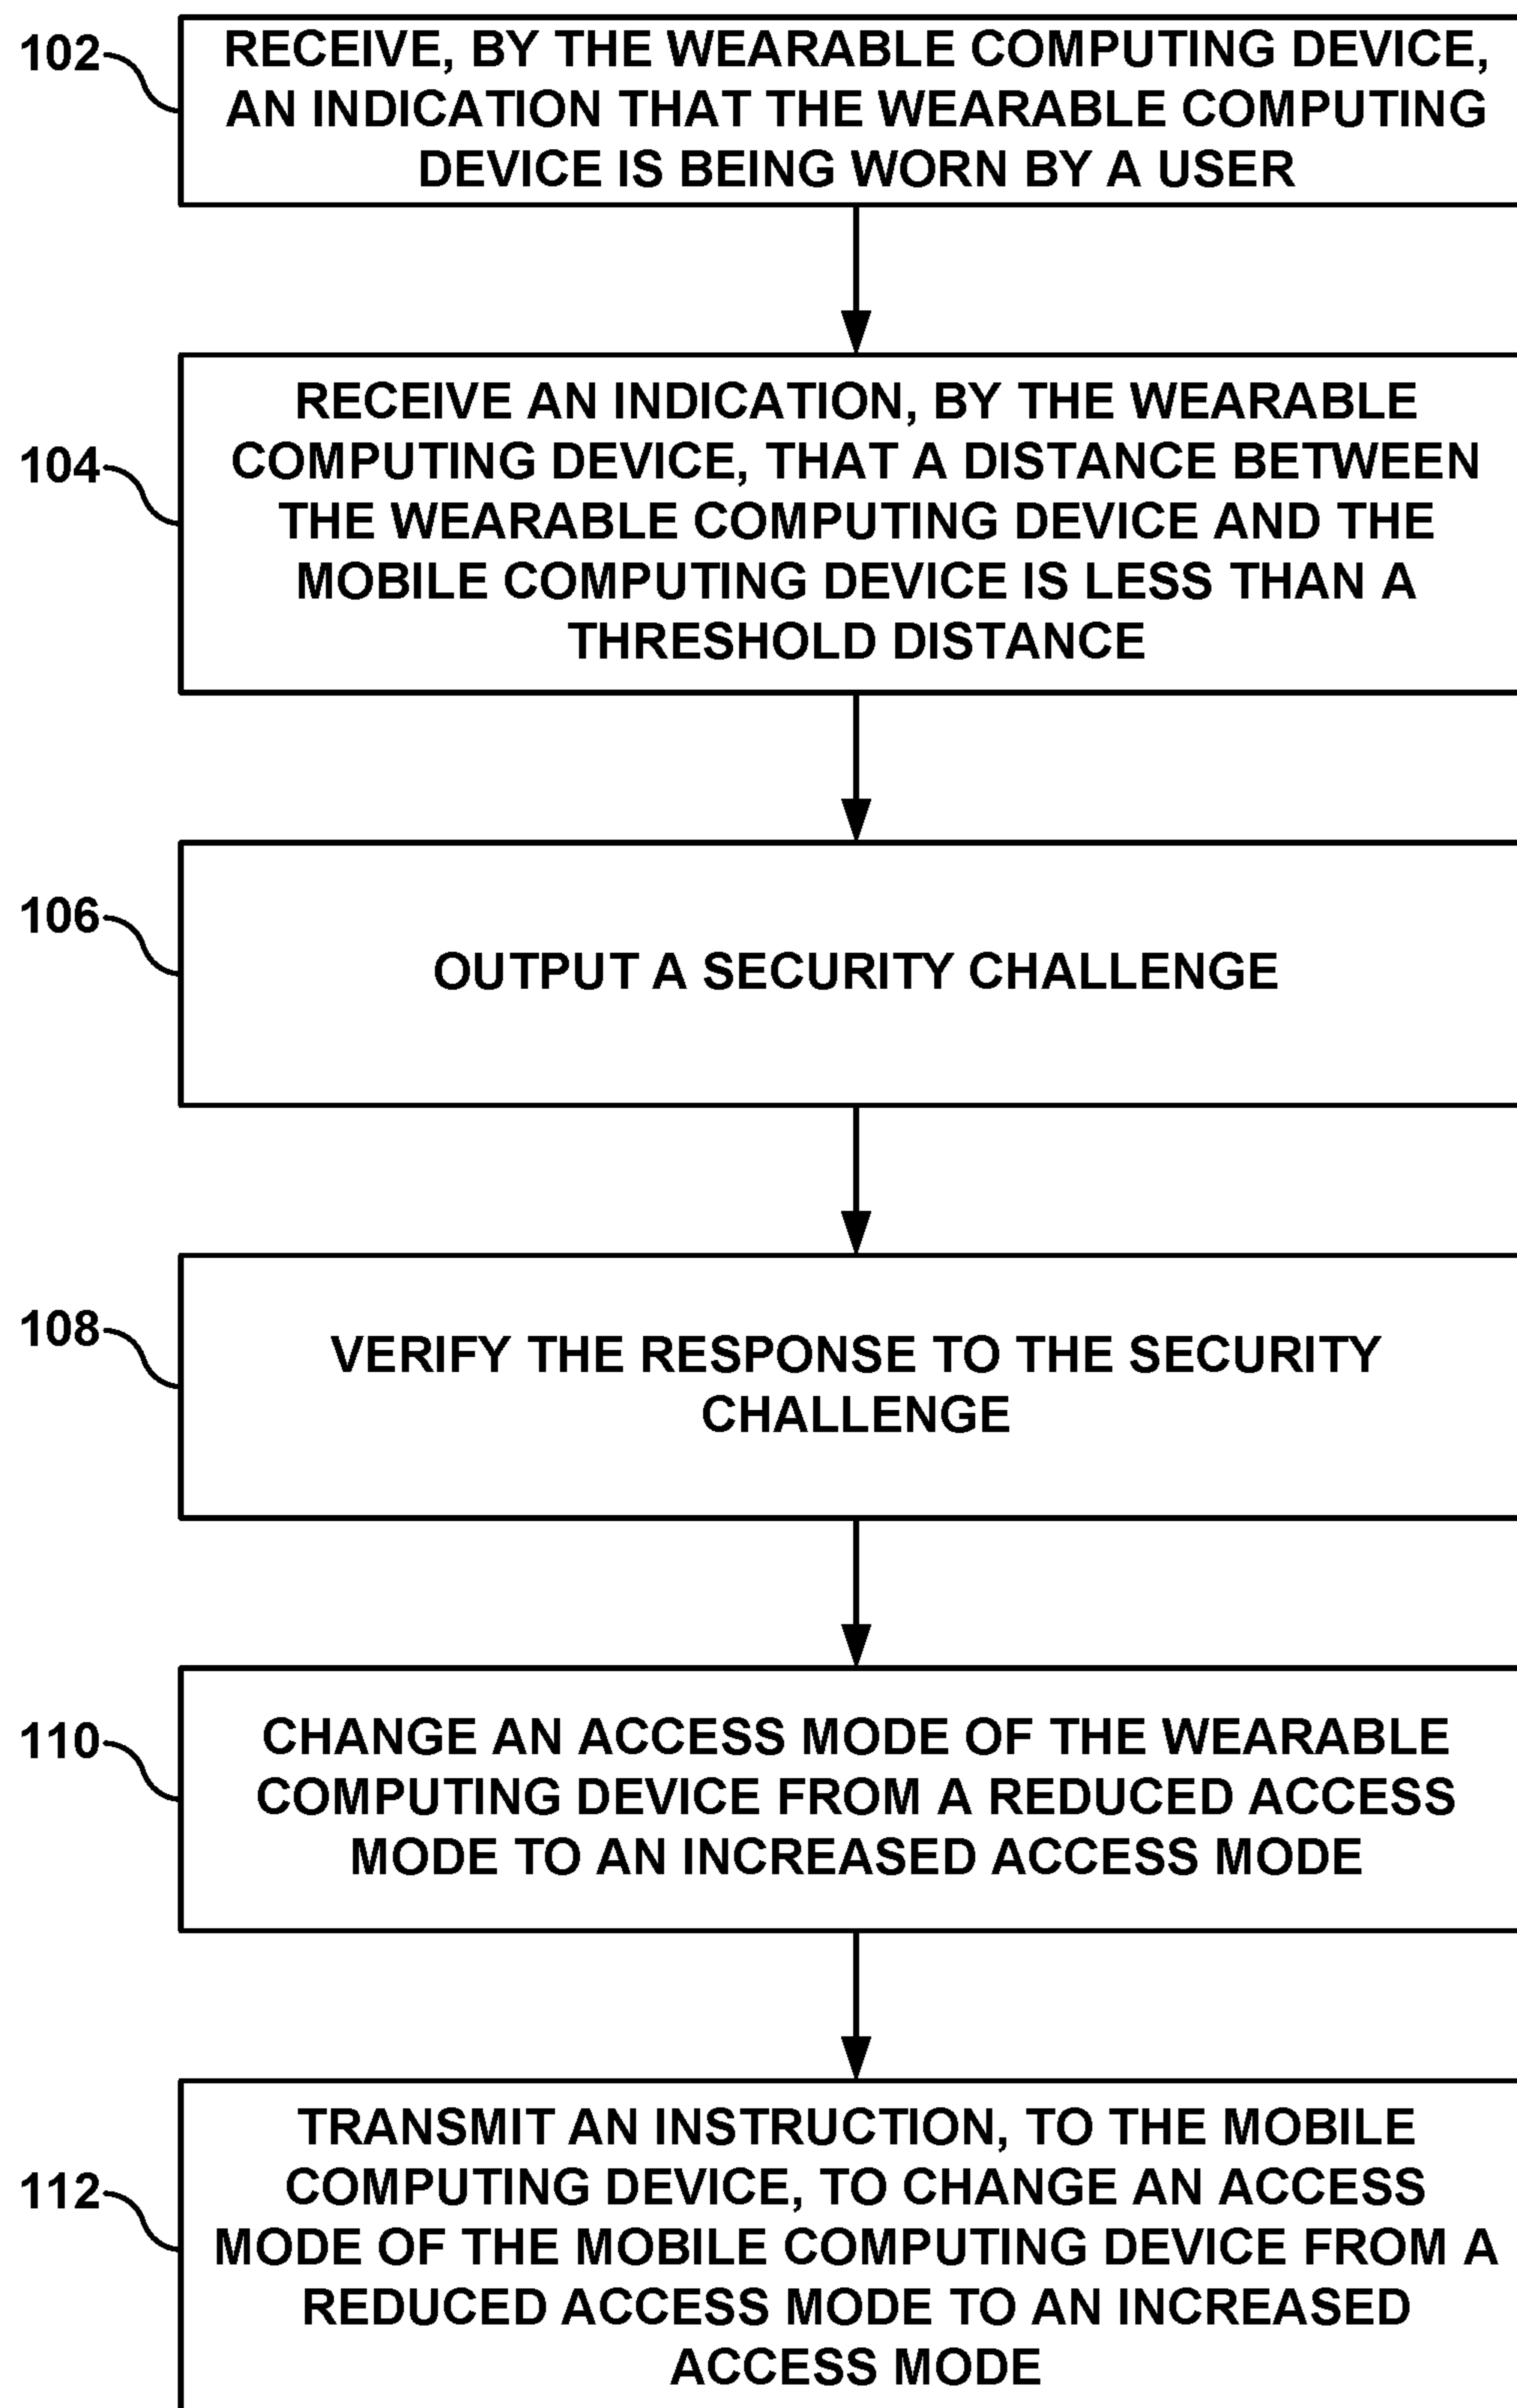 102
RECEIVE, BY THE WEARABLE COMPUTING DEVICE,
AN INDICATION THAT THE WEARABLE COMPUTING
DEVICE IS BEING WORN BY A USER
104
RECEIVE AN INDICATION, BY THE WEARABLE
COMPUTING DEVICE, THAT A DISTANCE BETWEEN
THE WEARABLE COMPUTING DEVICE AND THE
MOBILE COMPUTING DEVICE IS LESS THAN A
THRESHOLD DISTANCE
106
OUTPUT A SECURITY CHALLENGE
108
VERIFY THE RESPONSE TO THE SECURITY
CHALLENGE
110
CHANGE AN ACCESS MODE OF THE WEARABLE
COMPUTING DEVICE FROM A REDUCED ACCESS
MODE TO AN INCREASED ACCESS MODE
112
TRANSMIT AN INSTRUCTION, TO THE MOBILE
COMPUTING DEVICE, TO CHANGE AN ACCESS
MODE OF THE MOBILE COMPUTING DEVICE FROM A
REDUCED ACCESS MODE TO AN INCREASED
ACCESS MODE